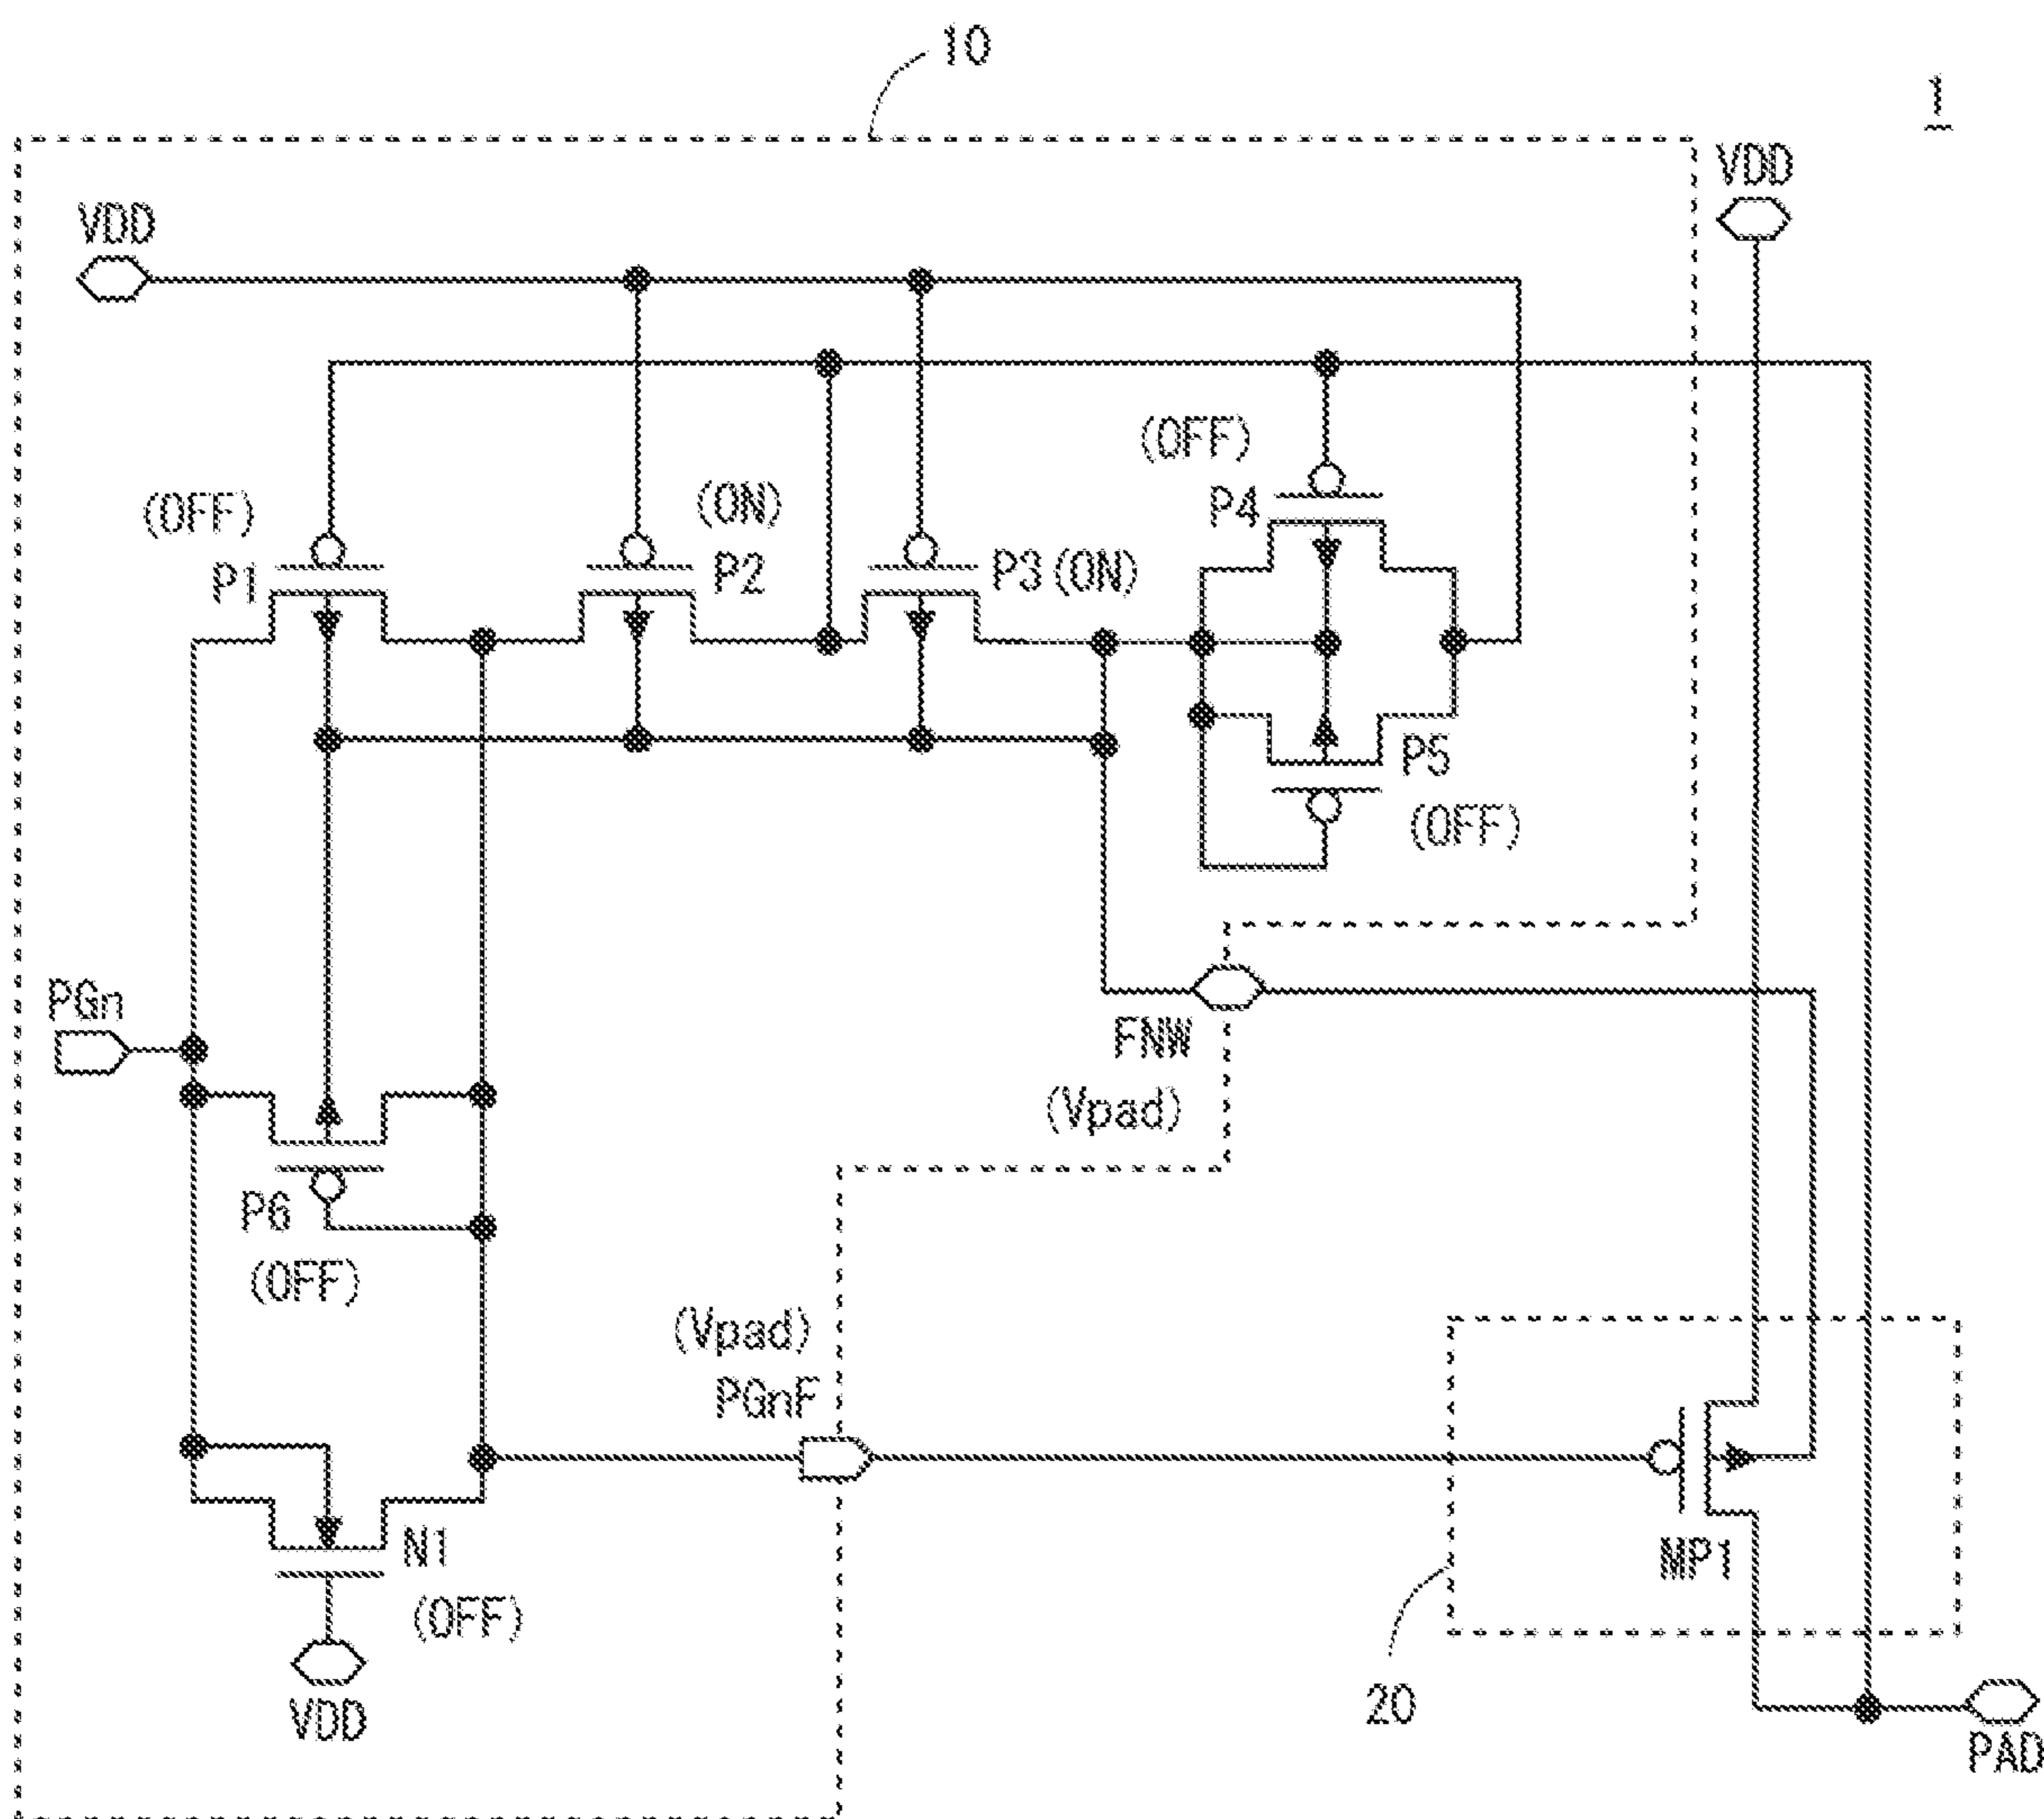 10
1
VDD
VDD
(OFF)
P4
(OFF)
P1
(ON)
P2
P3 (ON)
P5
(OFF)
PGn
FNW
(Vpad)
P6
(OFF)
(Vpad)
PGnF
N1
(OFF)
MP1
20
VDD
PAD